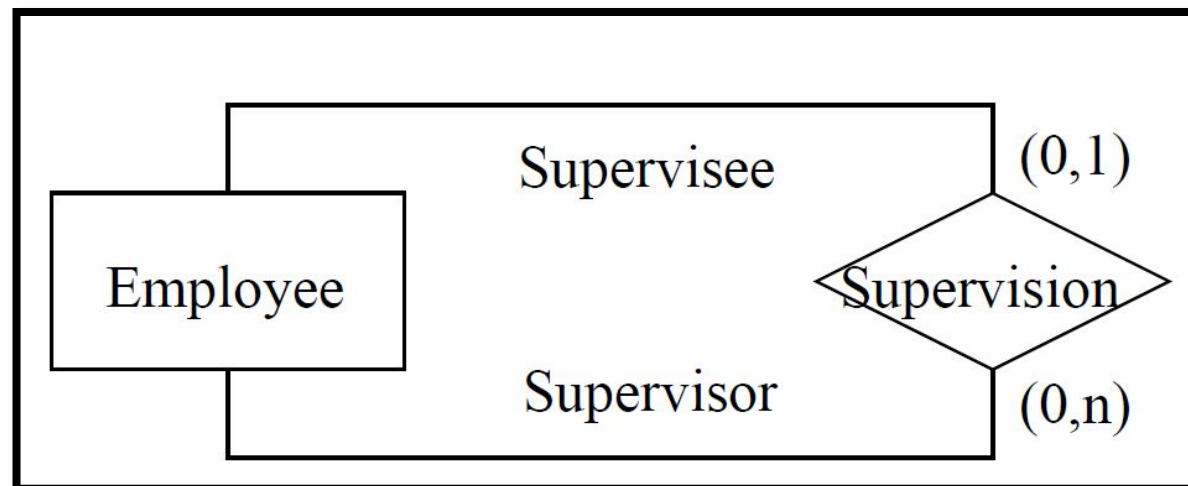 Supervisee
(0,1)
Employee
Supervision
Supervisor
(0,n)